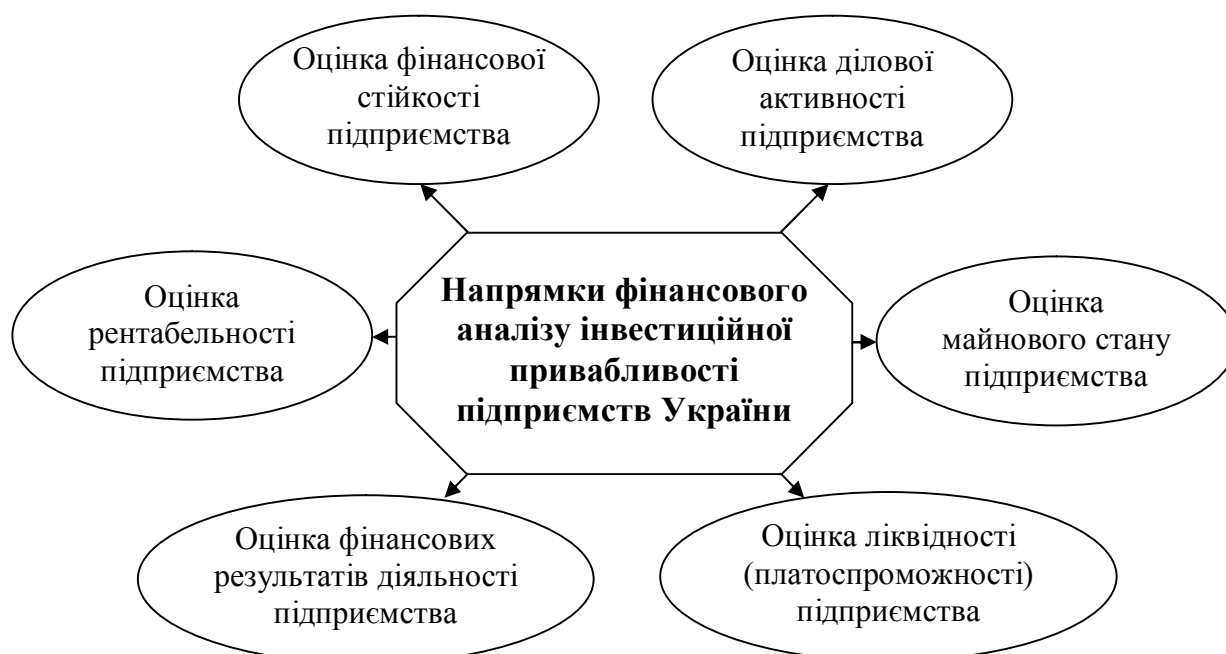 Оцінка фінансової
стійкості
підприємства
Оцінка ділової
активності
підприємства
Оцінка
рентабельності
підприємства
Напрямки фінансового
аналізу інвестиційної
привабливості
підприємств України
Оцінка
майнового стану
підприємства
Оцінка фінансових
результатів діяльності
підприємства
Оцінка ліквідності
(платоспроможності)
підприємства